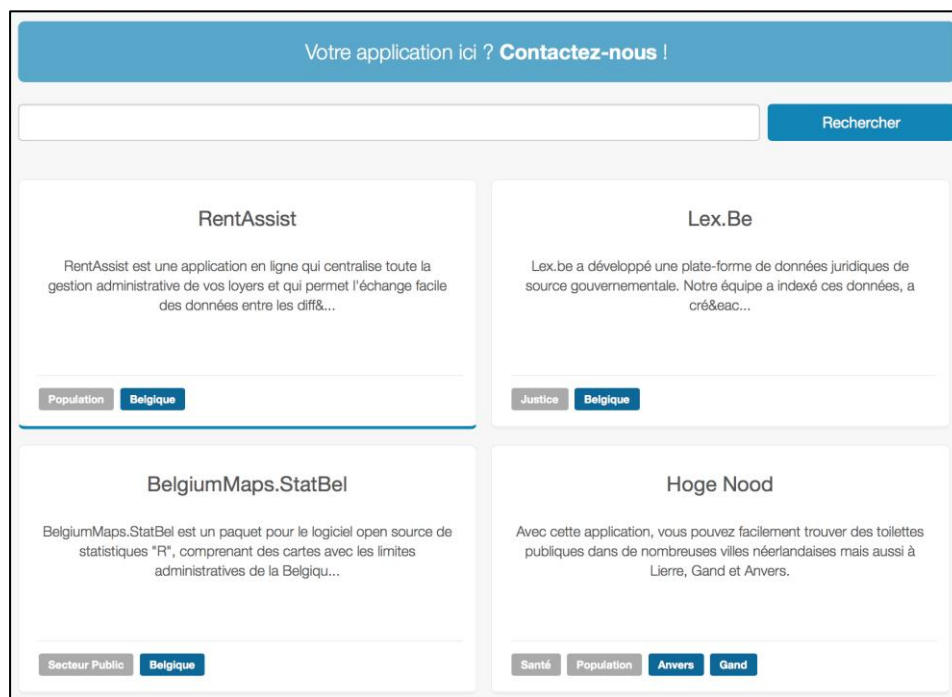 Votre application ici ? Contactez-nous !
Rechercher
RentAssist
RentAssist est une application en ligne qui centralise toute la
gestion administrative de vos loyers et qui permet l'échange facile
des données entre les diff&...
Population Belgique
Lex.Be
Lex.be a développé une plate-forme de données juridiques de
source gouvernementale. Notre équipe a indexé ces données, a
cré&eac...
Justice Belgique
BelgiumMaps.StatBel
BelgiumMaps.StatBel est un paquet pour le logiciel open source de
statistiques "R", comprenant des cartes avec les limites
administratives de la Belgiqu...
Secteur Public Belgique
Hoge Nood
Avec cette application, vous pouvez facilement trouver des toilettes
publiques dans de nombreuses villes néerlandaises mais aussi à
Lierre, Gand et Anvers.
Santé Population Anvers Gand